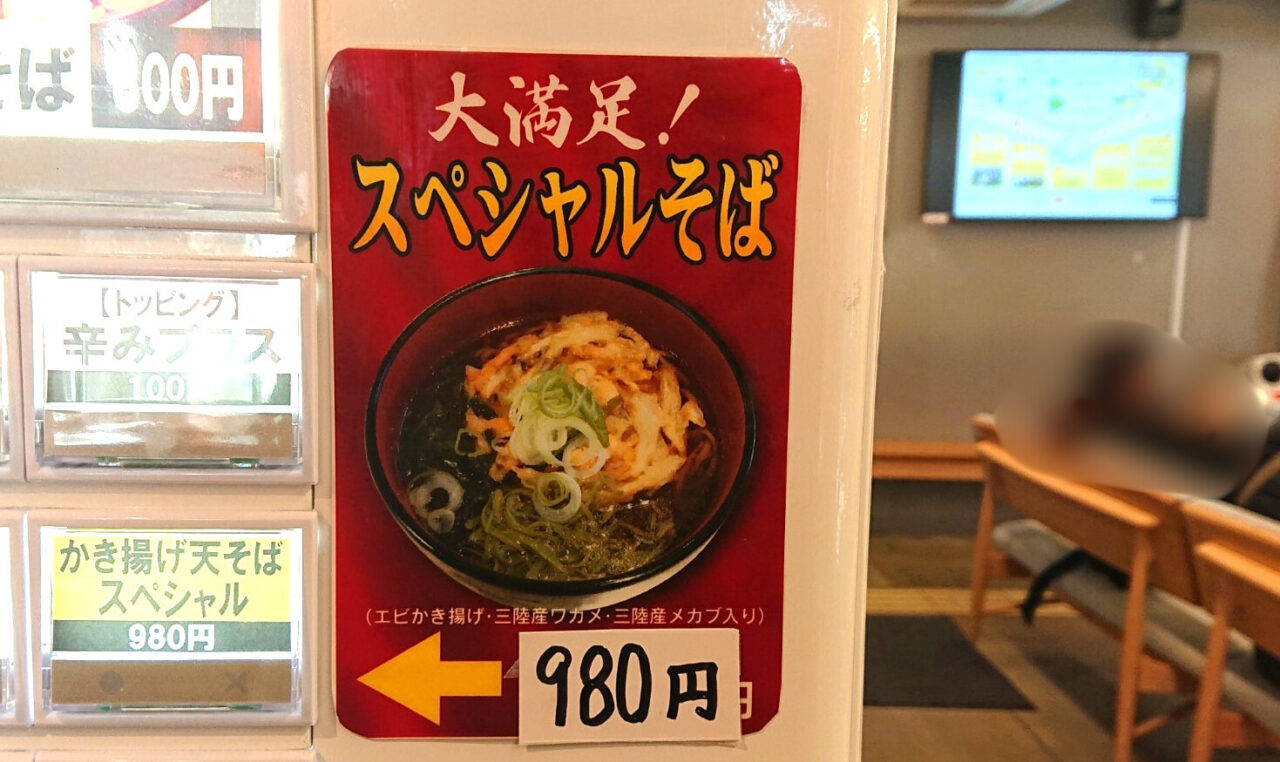 そば
800円
【トッピング】
辛みプラス
100
かき揚げ天そば
スペシャル
980円
大満足!
スペシャルそば
(エビかき揚げ・三陸産ワカメ・三陸産メカブ入り)
980円
円